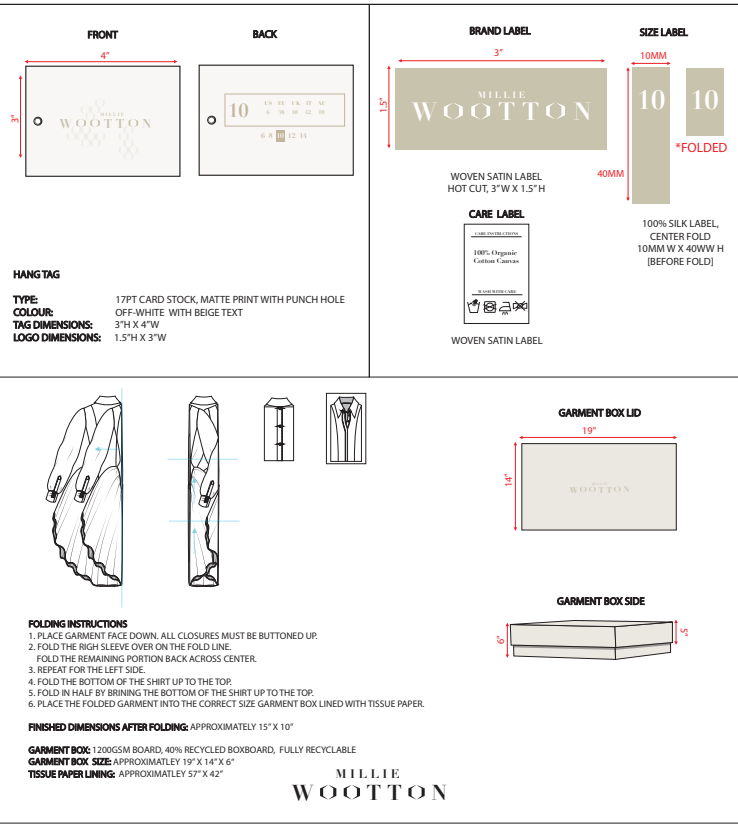 FRONT
4"
3"
MILLIE
WOOTTON
BACK
10
US EU UK IT AU
6 38 10 42 10
6 8 10 12 14
HANG TAG
TYPE: 17PT CARD STOCK, MATTE PRINT WITH PUNCH HOLE
COLOUR: OFF-WHITE WITH BEIGE TEXT
TAG DIMENSIONS: 3"H X 4"W
LOGO DIMENSIONS: 1.5"H X 3"W
BRAND LABEL
3"
1.5"
MILLIE
WOOTTON
WOVEN SATIN LABEL
HOT CUT, 3" W X 1.5" H
SIZE LABEL
10MM
10
10
*FOLDED
40MM
100% SILK LABEL,
CENTER FOLD
10MM W X 40WW H
[BEFORE FOLD]
CARE LABEL
CARE INSTRUCTIONS
100% Organic
Cotton Canvas
WASH WITH CARE
WOVEN SATIN LABEL
GARMENT BOX LID
19"
14"
MILLIE
WOOTTON
GARMENT BOX SIDE
6"
5"
FOLDING INSTRUCTIONS
1. PLACE GARMENT FACE DOWN. ALL CLOSURES MUST BE BUTTONED UP.
2. FOLD THE RIGH SLEEVE OVER ON THE FOLD LINE.
FOLD THE REMAINING PORTION BACK ACROSS CENTER.
3. REPEAT FOR THE LEFT SIDE.
4. FOLD THE BOTTOM OF THE SHIRT UP TO THE TOP.
5. FOLD IN HALF BY BRINING THE BOTTOM OF THE SHIRT UP TO THE TOP.
6. PLACE THE FOLDED GARMENT INTO THE CORRECT SIZE GARMENT BOX LINED WITH TISSUE PAPER.
FINISHED DIMENSIONS AFTER FOLDING: APPROXIMATELY 15" X 10"
GARMENT BOX: 1200GSM BOARD, 40% RECYCLED BOXBOARD, FULLY RECYCLABLE
GARMENT BOX SIZE: APPROXIMATLEY 19" X 14" X 6"
TISSUE PAPER LINING: APPROXIMATLEY 57" X 42"
MILLIE
WOOTTON